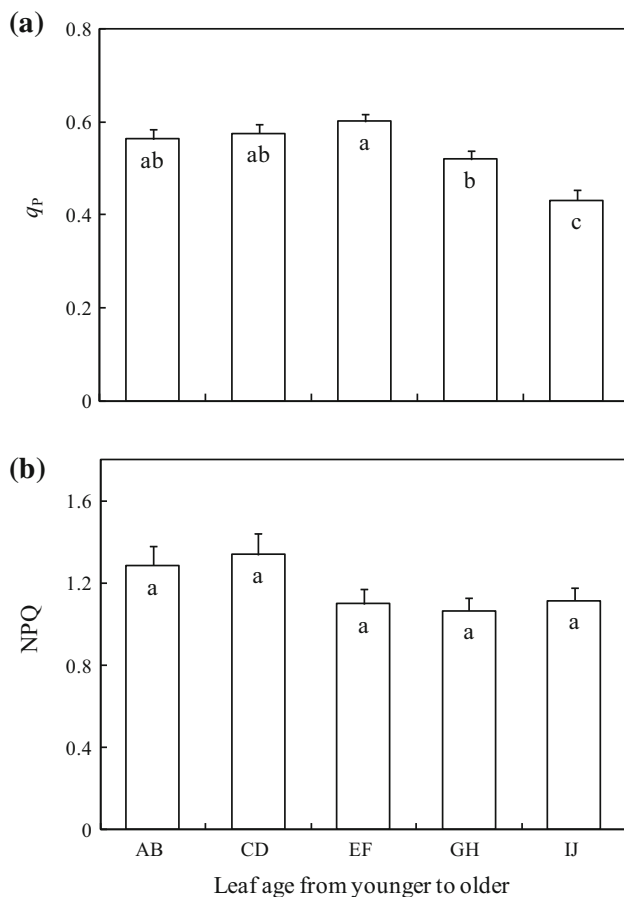 (a)
0.8
0.6
0.4
0.2
0
qP
ab
ab
a
b
c
(b)
1.6
1.2
0.8
0.4
0
NPQ
a
a
a
a
a
AB CD EF GH IJ
Leaf age from younger to older